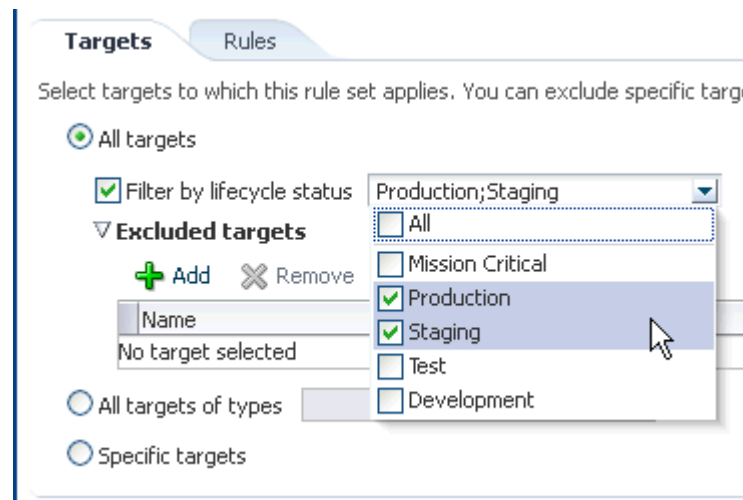 Targets Rules
Select targets to which this rule set applies. You can exclude specific targ
All targets
Filter by lifecycle status Production;Staging
All
Excluded targets
Mission Critical
Add Remove
Production
Name
Staging
No target selected
Test
All targets of types
Development
Specific targets